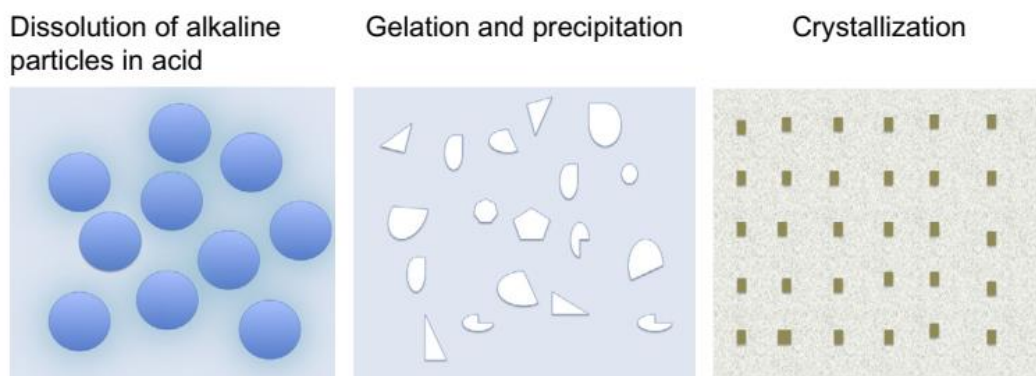 Dissolution of alkaline
particles in acid
Gelation and precipitation
Crystallization